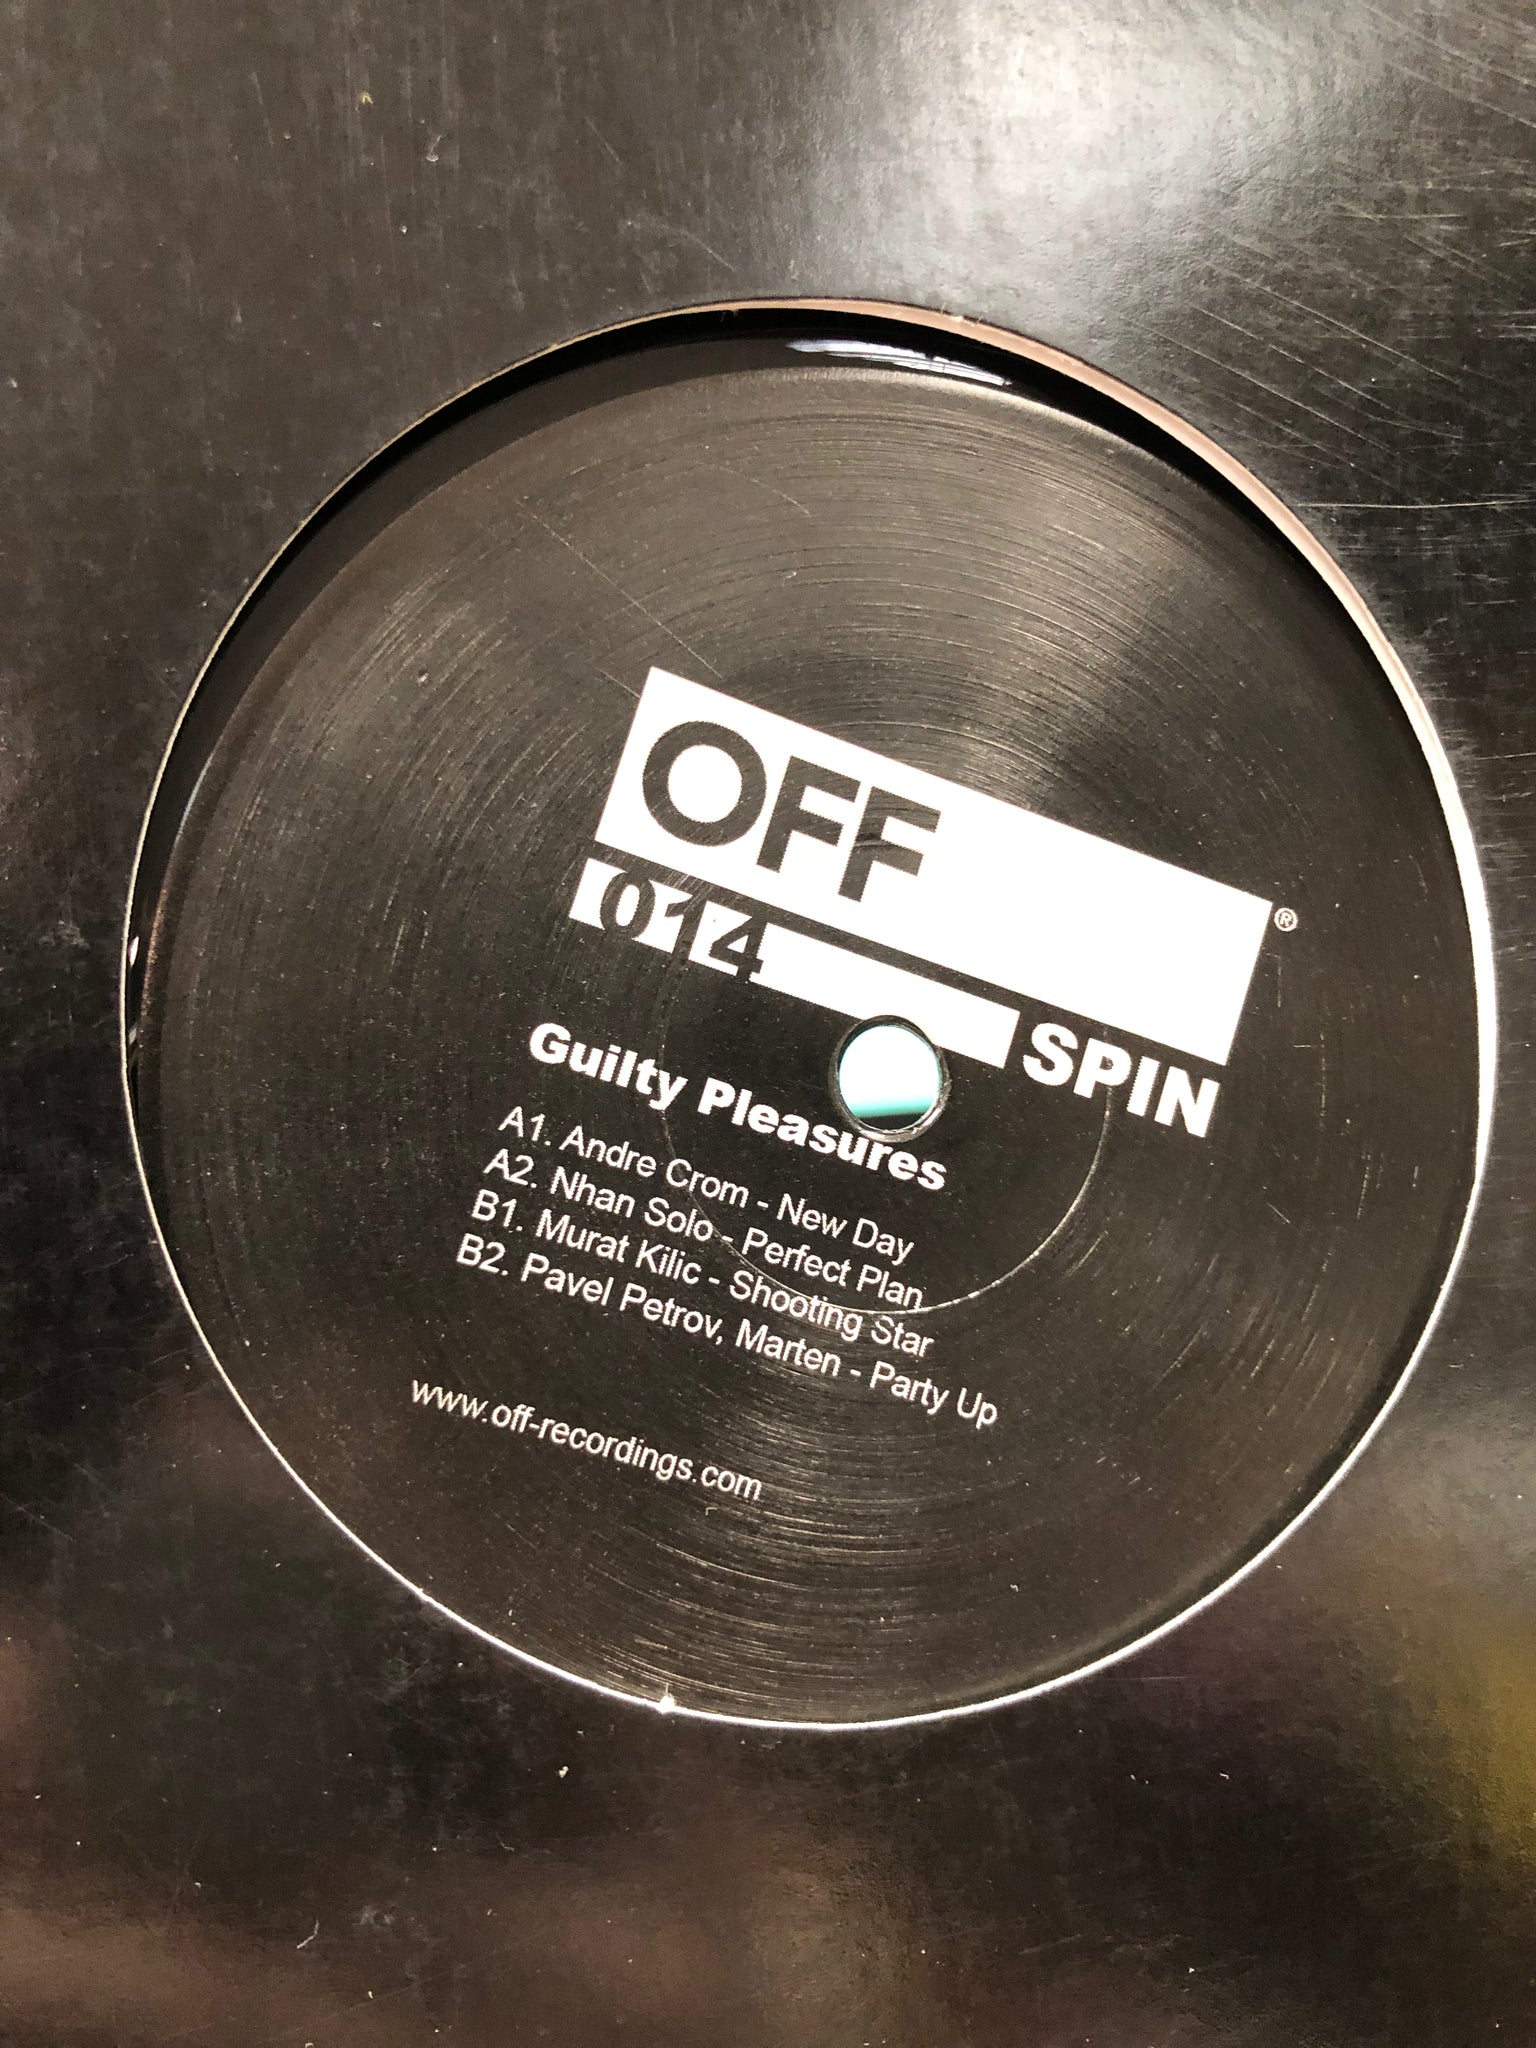 OFF ®
014 SPIN
Guilty Pleasures
A1. Andre Crom - New Day
A2. Nhan Solo - Perfect Plan
B1. Murat Kilic - Shooting Star
B2. Pavel Petrov, Marten - Party Up
www.off-recordings.com